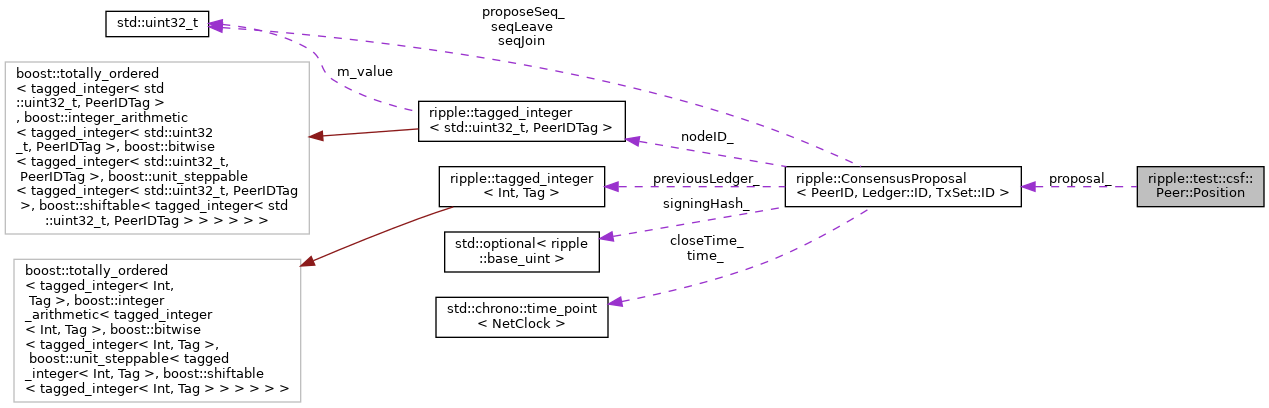 proposeSeq_
seqLeave
seqJoin
std::uint32_t
m_value
boost::totally_ordered
< tagged_integer< std
::uint32_t, PeerIDTag >
, boost::integer_arithmetic
< tagged_integer< std::uint32
_t, PeerIDTag >, boost::bitwise
< tagged_integer< std::uint32_t,
PeerIDTag >, boost::unit_steppable
< tagged_integer< std::uint32_t, PeerIDTag
>, boost::shiftable< tagged_integer< std
::uint32_t, PeerIDTag > > > > > >
ripple::tagged_integer
< std::uint32_t, PeerIDTag >
nodeID_
ripple::tagged_integer
< Int, Tag >
previousLedger_
ripple::ConsensusProposal
< PeerID, Ledger::ID, TxSet::ID >
proposal_
ripple::test::csf::
Peer::Position
signingHash_
std::optional< ripple
::base_uint >
closeTime_
time_
std::chrono::time_point
< NetClock >
boost::totally_ordered
< tagged_integer< Int,
Tag >, boost::integer
_arithmetic< tagged_integer
< Int, Tag >, boost::bitwise
< tagged_integer< Int, Tag >,
boost::unit_steppable< tagged
_integer< Int, Tag >, boost::shiftable
< tagged_integer< Int, Tag > > > > > >